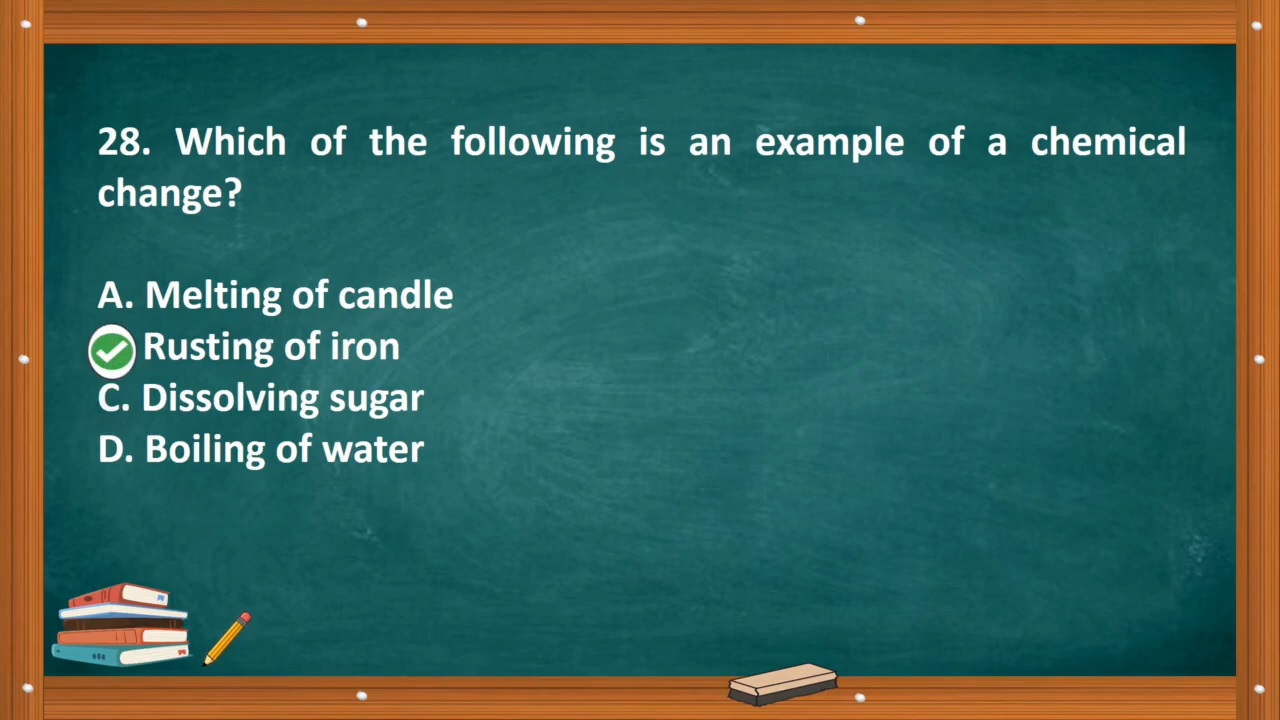 28. Which of the following is an example of a chemical
change?
A. Melting of candle
Rusting of iron
C. Dissolving sugar
D. Boiling of water